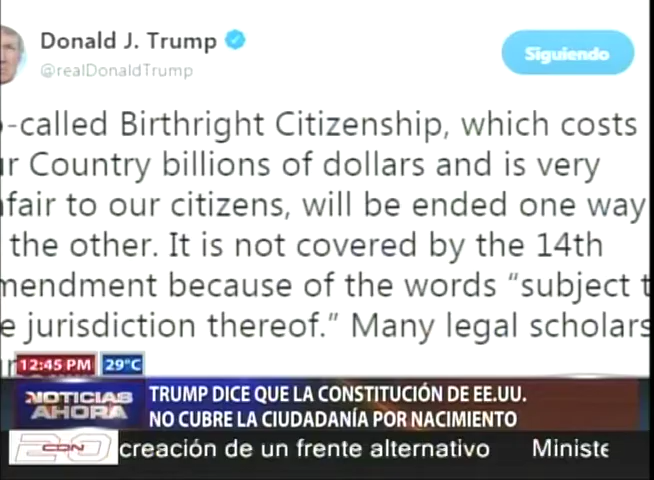 Donald J. Trump
@realDonaldTrump
Siguiendo
-called Birthright Citizenship, which costs
r Country billions of dollars and is very
fair to our citizens, will be ended one way
the other. It is not covered by the 14th
mendment because of the words “subject t
e jurisdiction thereof.” Many legal scholars
12:45 PM 29°C
NOTICIAS AHORA
TRUMP DICE QUE LA CONSTITUCIÓN DE EE.UU.
NO CUBRE LA CIUDADANÍA POR NACIMIENTO
CDN creación de un frente alternativo Ministe